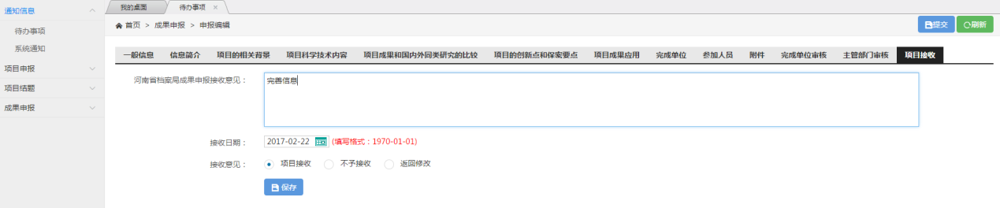 通知信息
待办事项
系统通知
项目申报
项目结题
成果申报
我的桌面 待办事项 ×
首页 > 成果申报 > 申报编辑
提交 刷新
一般信息 信息简介 项目的相关背景 项目科学技术内容 项目成果和国内外同类研究的比较 项目的创新点和保密要点 项目成果应用 完成单位 参加人员 附件 完成单位审核 主管部门审核 项目接收
河南省档案局成果申报接收意见： 完善信息
接收日期： 2017-02-22 (填写格式：1970-01-01)
接收意见： 项目接收 不予接收 返回修改
保存